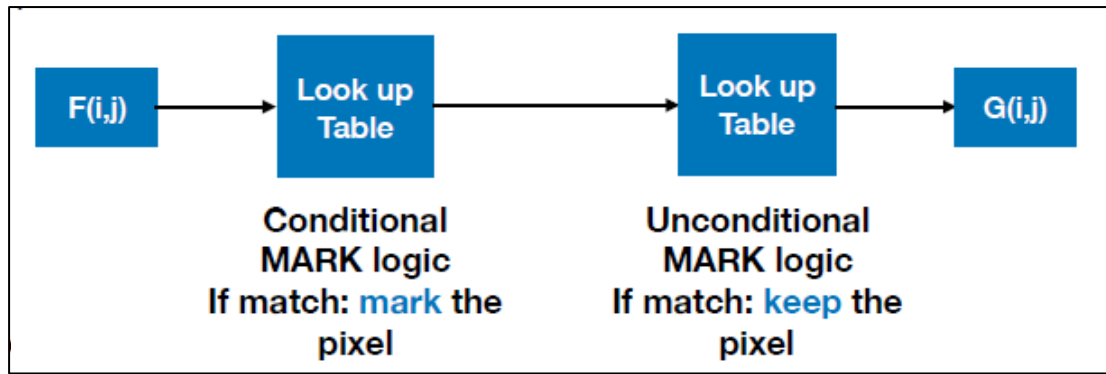 F(i,j)
Look up
Table
Look up
Table
G(i,j)
Conditional
MARK logic
If match: mark the
pixel
Unconditional
MARK logic
If match: keep the
pixel